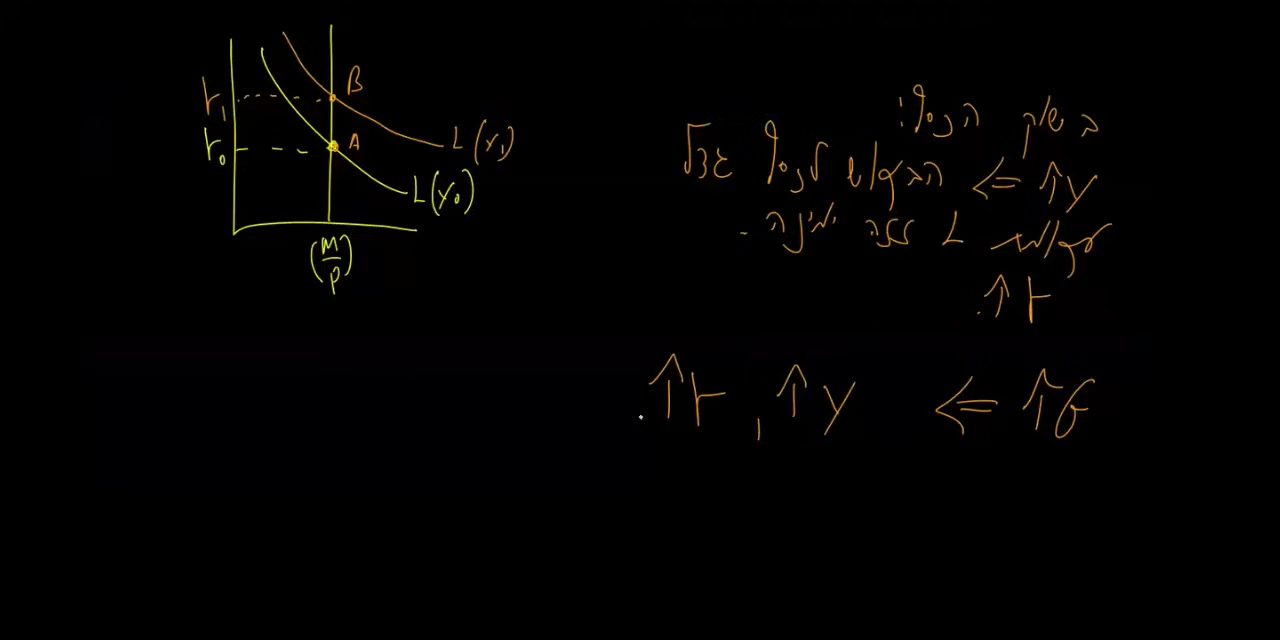 B
r₁
A
r₀
L(Y₁)
L(Y₀)
(M/P)
בשוק הכסף:
Y↑ ⇐ הביקוש לכסף גדל
עקומת L זזה ימינה.
r↑.
G↑ ⇐ Y↑, r↑.